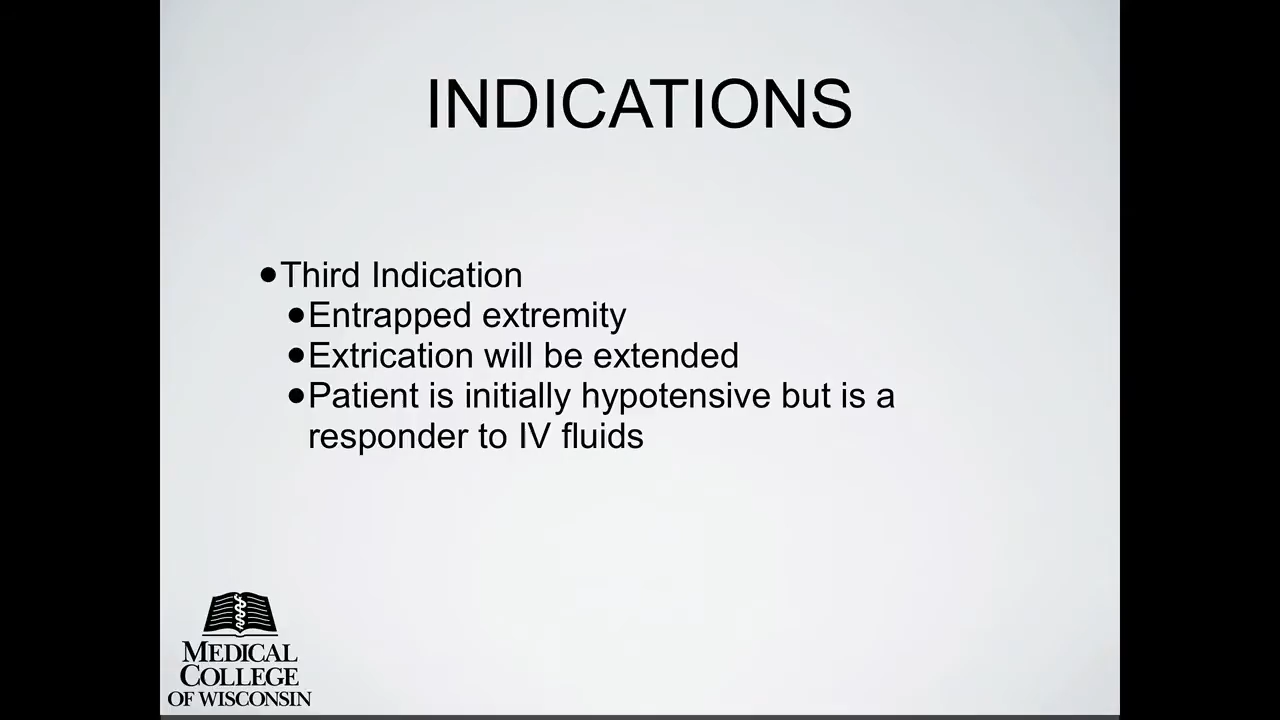 INDICATIONS
●Third Indication
●Entrapped extremity
●Extrication will be extended
●Patient is initially hypotensive but is a
responder to IV fluids
MEDICAL
COLLEGE
OF WISCONSIN